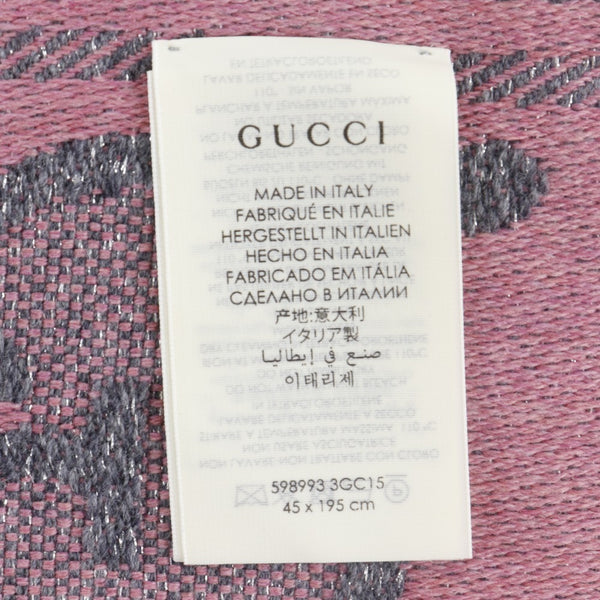 GUCCI
MADE IN ITALY
FABRIQUÉ EN ITALIE
HERGESTELLT IN ITALIEN
HECHO EN ITALIA
FABRICADO EM ITÁLIA
СДЕЛАНО В ИТАЛИИ
产地:意大利
イタリア製
صنع في إيطاليا
이태리제
598993 3GC15
45 x 195 cm